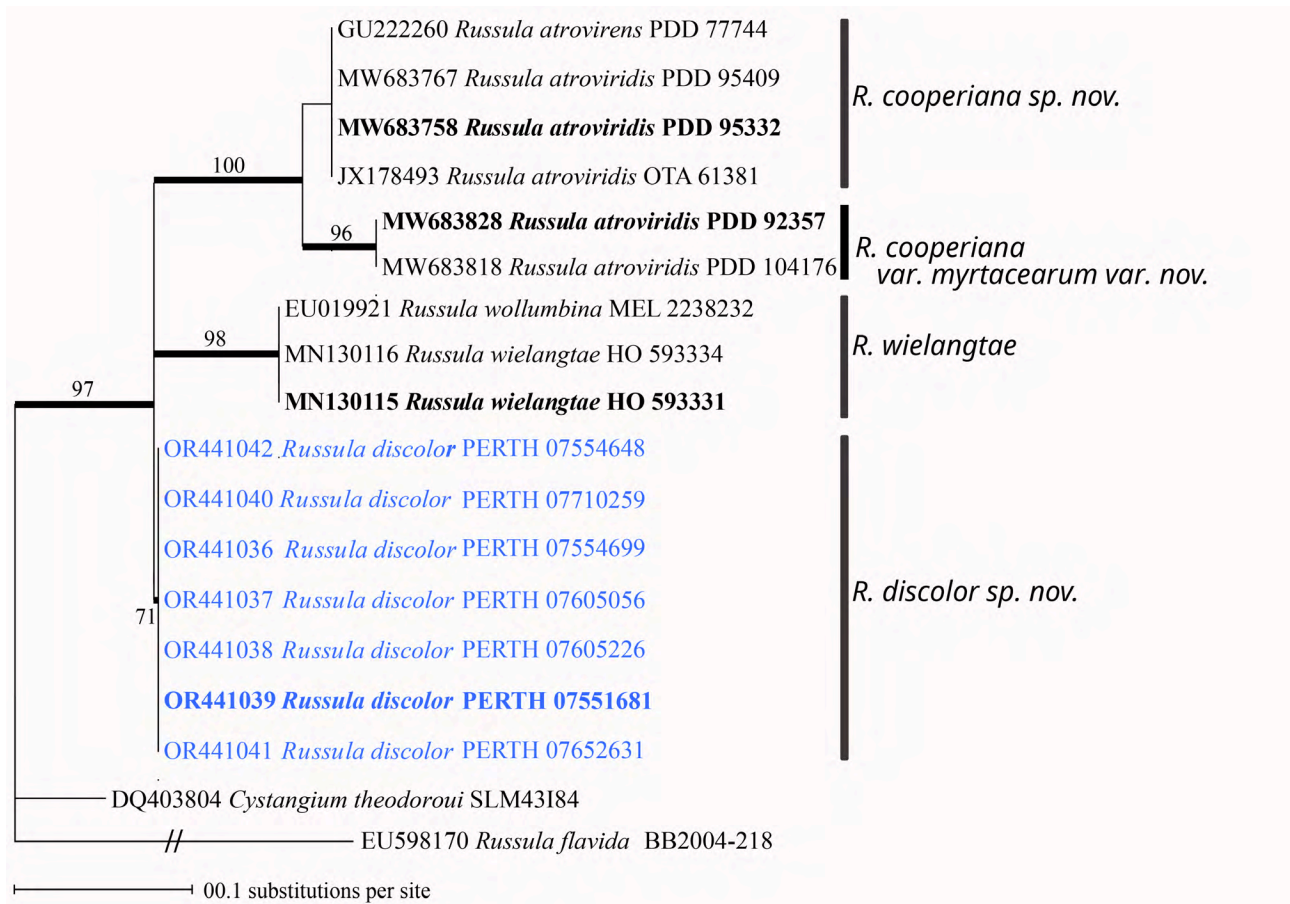 GU222260 Russula atrovirens PDD 77744
MW683767 Russula atroviridis PDD 95409
R. cooperiana sp. nov.
MW683758 Russula atroviridis PDD 95332
100
JX178493 Russula atroviridis OTA 61381
MW683828 Russula atroviridis PDD 92357
96
R. cooperiana
var. myrtacearum var. nov.
MW683818 Russula atroviridis PDD 104176
EU019921 Russula wollumbina MEL 2238232
98
MN130116 Russula wielangtae HO 593334
R. wielangtae
97
MN130115 Russula wielangtae HO 593331
OR441042 Russula discolor PERTH 07554648
OR441040 Russula discolor PERTH 07710259
OR441036 Russula discolor PERTH 07554699
R. discolor sp. nov.
OR441037 Russula discolor PERTH 07605056
71
OR441038 Russula discolor PERTH 07605226
OR441039 Russula discolor PERTH 07551681
OR441041 Russula discolor PERTH 07652631
DQ403804 Cystangium theodoroui SLM43I84
//
EU598170 Russula flavida BB2004-218
00.1 substitutions per site